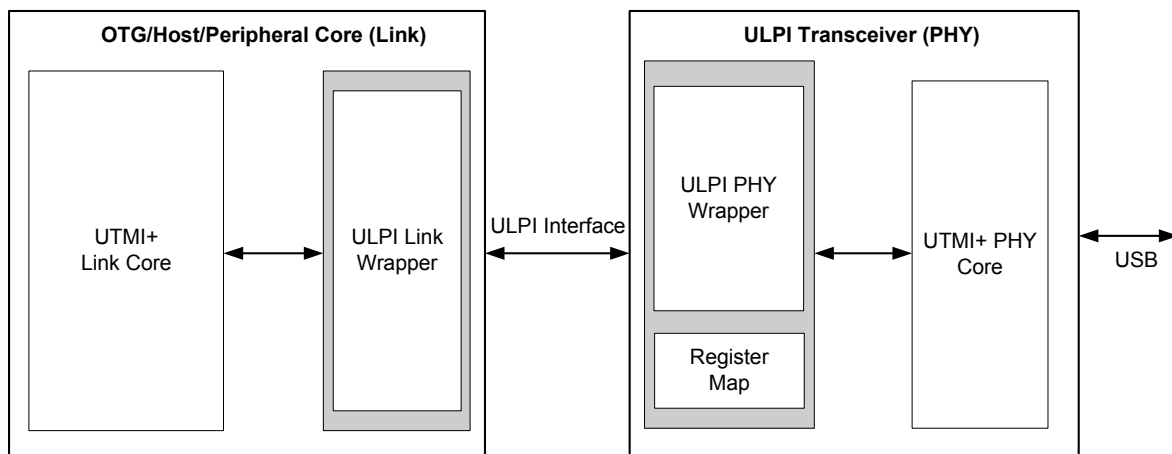 OTG/Host/Peripheral Core (Link)
UTMI+
Link Core
ULPI Link
Wrapper
ULPI Interface
ULPI Transceiver (PHY)
ULPI PHY
Wrapper
Register
Map
UTMI+ PHY
Core
USB